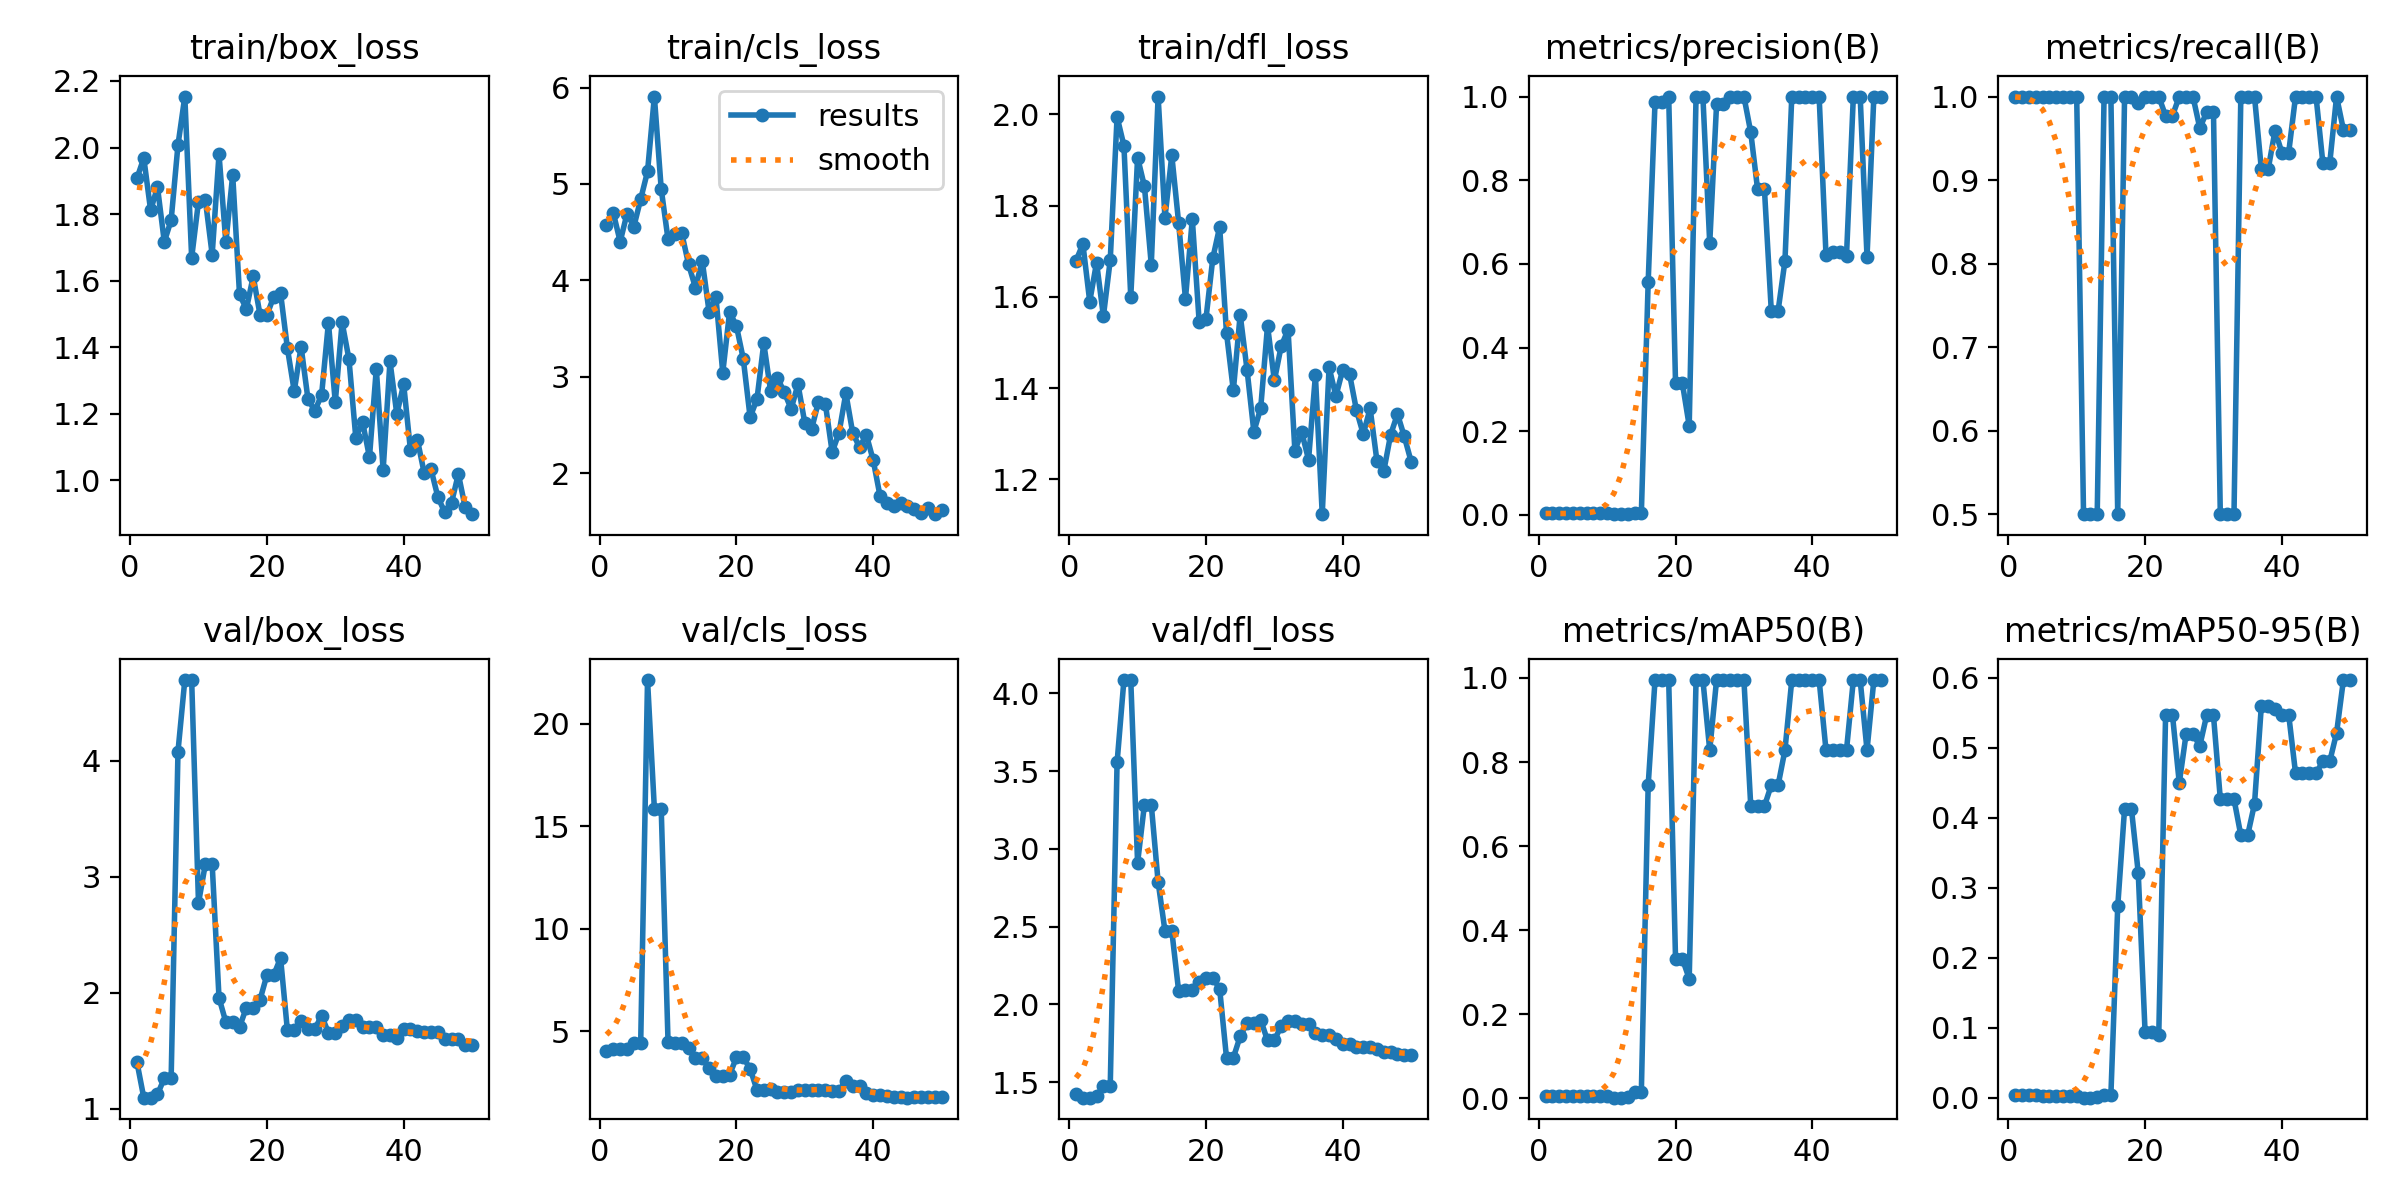 train/box_loss
train/cls_loss
train/dfl_loss
metrics/precision(B)
metrics/recall(B)
results
smooth
2.2
2.0
1.8
1.6
1.4
1.2
1.0
0 20 40
6
5
4
3
2
0 20 40
2.0
1.8
1.6
1.4
1.2
0 20 40
1.0
0.8
0.6
0.4
0.2
0.0
0 20 40
1.0
0.9
0.8
0.7
0.6
0.5
0 20 40
val/box_loss
val/cls_loss
val/dfl_loss
metrics/mAP50(B)
metrics/mAP50-95(B)
4
3
2
1
0 20 40
20
15
10
5
0 20 40
4.0
3.5
3.0
2.5
2.0
1.5
0 20 40
1.0
0.8
0.6
0.4
0.2
0.0
0 20 40
0.6
0.5
0.4
0.3
0.2
0.1
0.0
0 20 40